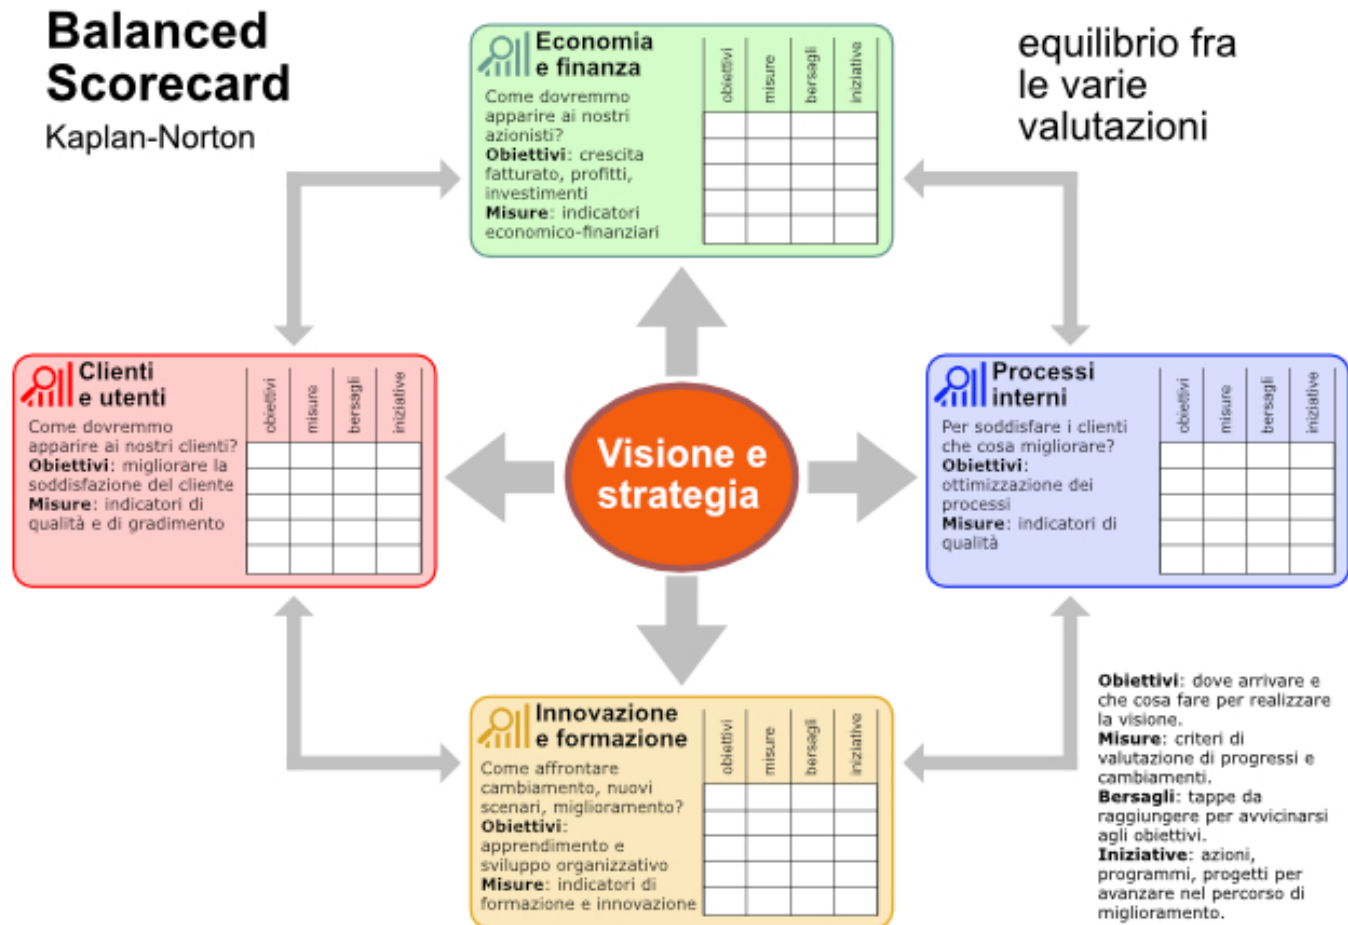 Balanced
Scorecard
Kaplan-Norton
equilibrio fra
le varie
valutazioni
Economia
e finanza
Come dovremmo
apparire ai nostri
azionisti?
Obiettivi: crescita
fatturato, profitti,
investimenti
Misure: indicatori
economico-finanziari
obiettivi
misure
bersagli
iniziative
Clienti
e utenti
Come dovremmo
apparire ai nostri clienti?
Obiettivi: migliorare la
soddisfazione del cliente
Misure: indicatori di
qualità e di gradimento
obiettivi
misure
bersagli
iniziative
Visione e
strategia
Processi
interni
Per soddisfare i clienti
che cosa migliorare?
Obiettivi:
ottimizzazione dei
processi
Misure: indicatori di
qualità
obiettivi
misure
bersagli
iniziative
Innovazione
e formazione
Come affrontare
cambiamento, nuovi
scenari, miglioramento?
Obiettivi:
apprendimento e
sviluppo organizzativo
Misure: indicatori di
formazione e innovazione
obiettivi
misure
bersagli
iniziative
Obiettivi: dove arrivare e
che cosa fare per realizzare
la visione.
Misure: criteri di
valutazione di progressi e
cambiamenti.
Bersagli: tappe da
raggiungere per avvicinarsi
agli obiettivi.
Iniziative: azioni,
programmi, progetti per
avanzare nel percorso di
miglioramento.